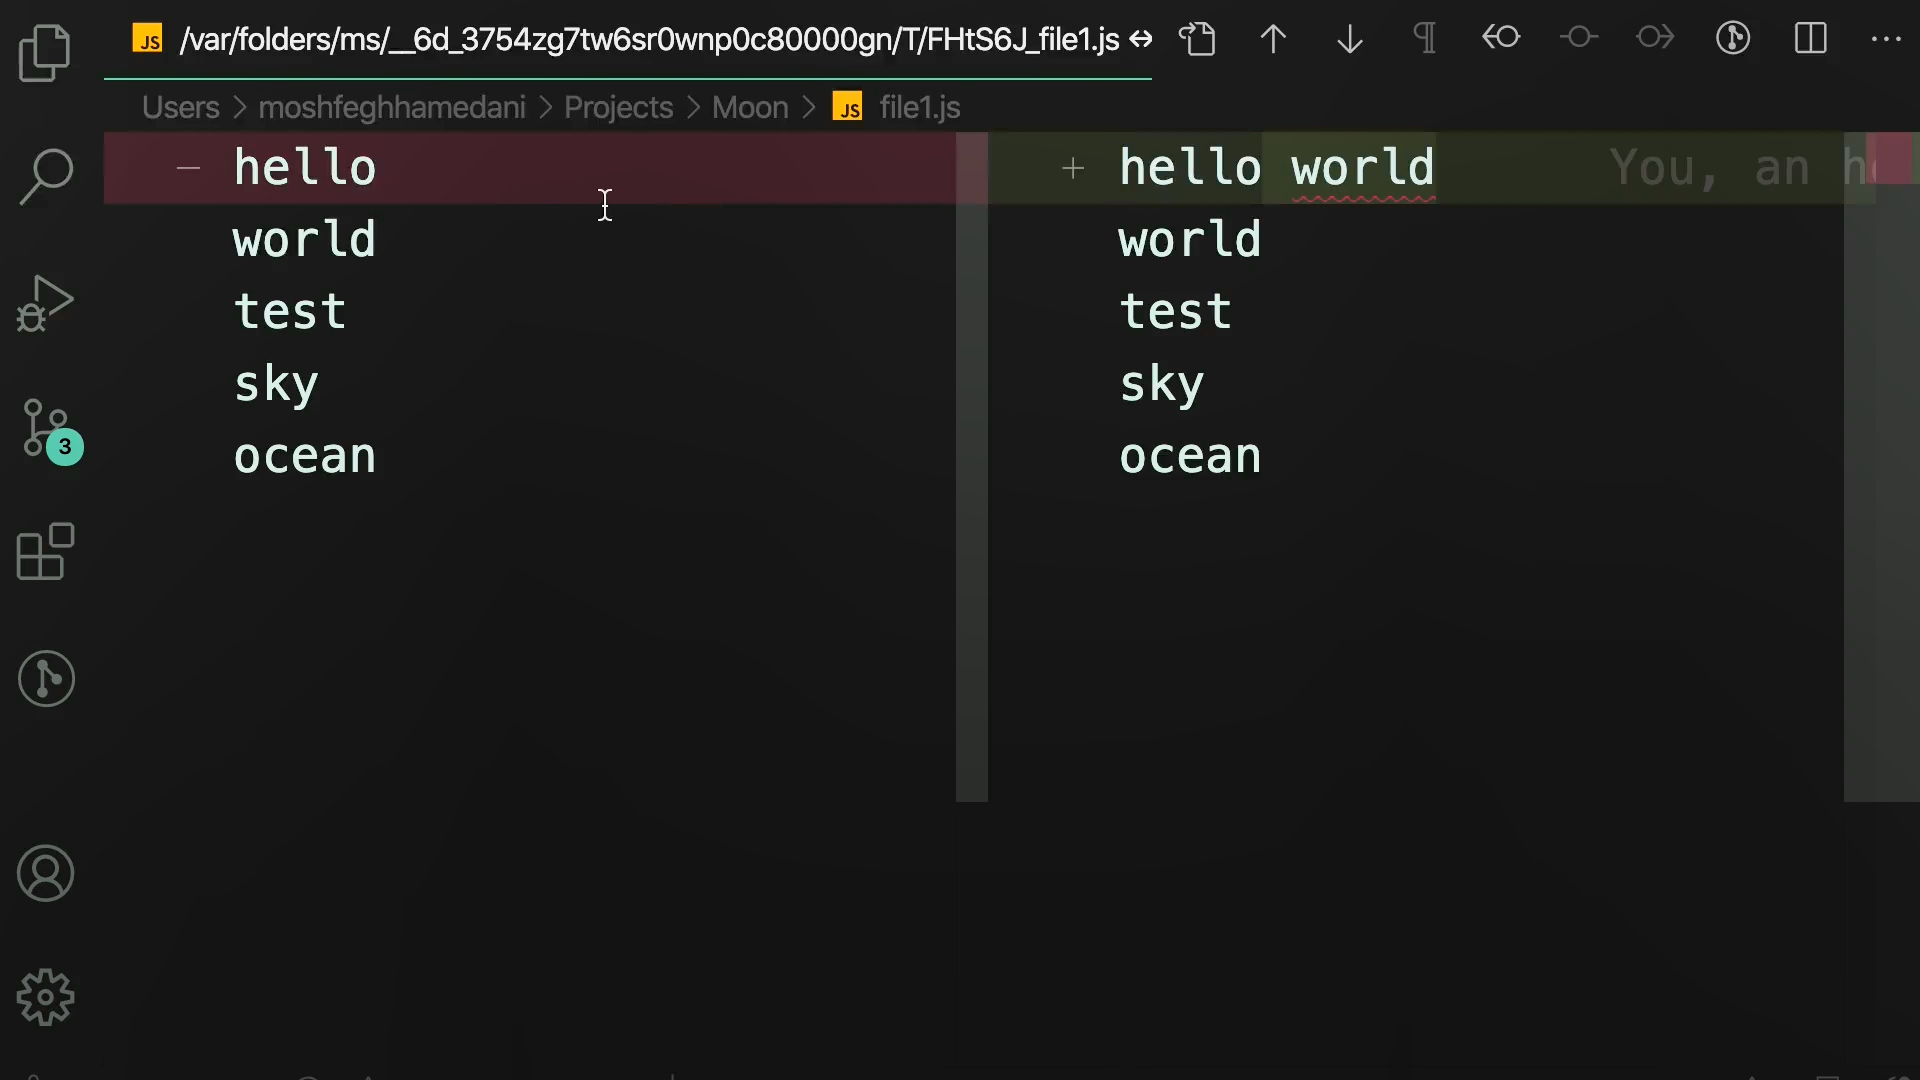 JS /var/folders/ms/__6d_3754zg7tw6sr0wnp0c80000gn/T/FHtS6J_file1.js ↔
Users > moshfeghhamedani > Projects > Moon > JS file1.js
− hello
world
test
sky
ocean
+ hello world You, an
world
test
sky
ocean
3